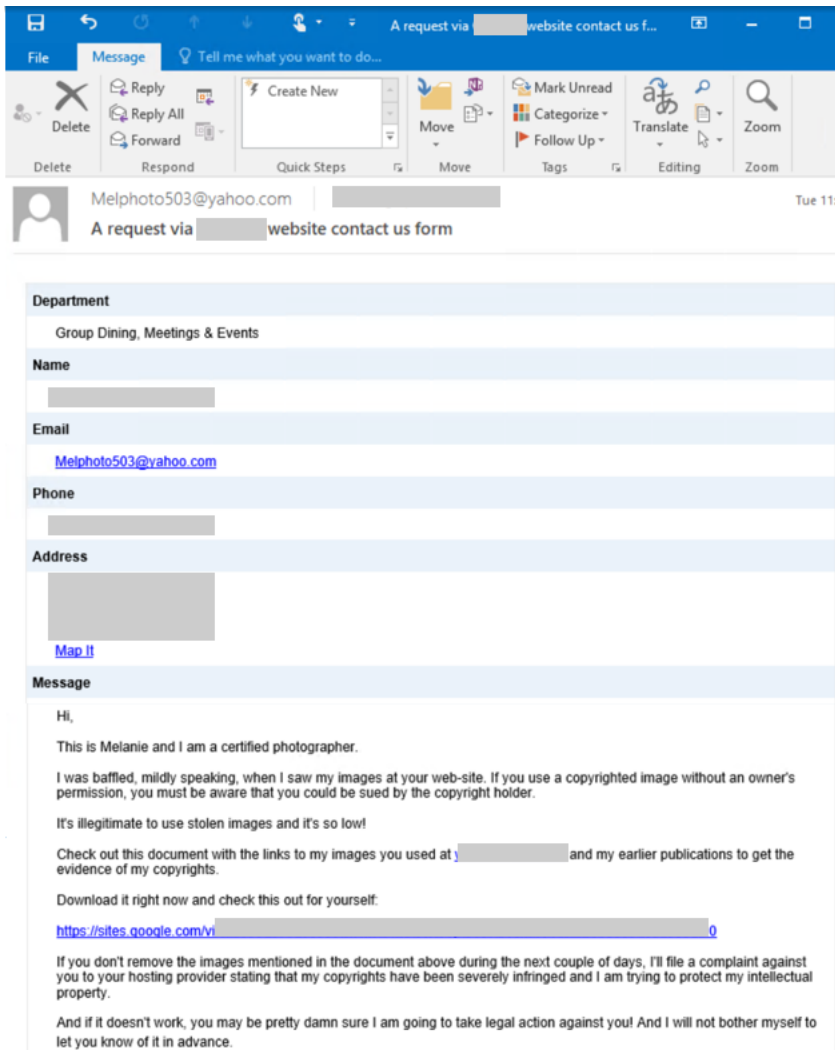 A request via website contact us f...
File Message Tell me what you want to do...
Delete
Reply
Reply All
Forward
Create New
Move
Mark Unread
Categorize
Follow Up
Translate
Zoom
Delete Respond Quick Steps Move Tags Editing Zoom
Melphoto503@yahoo.com
Tue 11:
A request via website contact us form
Department
Group Dining, Meetings & Events
Name
Email
Melphoto503@yahoo.com
Phone
Address
Map It
Message
Hi,
This is Melanie and I am a certified photographer.
I was baffled, mildly speaking, when I saw my images at your web-site. If you use a copyrighted image without an owner's
permission, you must be aware that you could be sued by the copyright holder.
It's illegitimate to use stolen images and it's so low!
Check out this document with the links to my images you used at and my earlier publications to get the
evidence of my copyrights.
Download it right now and check this out for yourself:
https://sites.google.com/vi 0
If you don't remove the images mentioned in the document above during the next couple of days, I'll file a complaint against
you to your hosting provider stating that my copyrights have been severely infringed and I am trying to protect my intellectual
property.
And if it doesn't work, you may be pretty damn sure I am going to take legal action against you! And I will not bother myself to
let you know of it in advance.